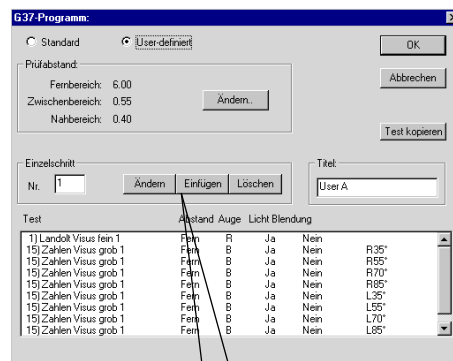 G37-Programm:
Standard User-definiert
OK
Prüfabstand:
Fernbereich: 6.00
Zwischenbereich: 0.55
Nahbereich: 0.40
Ändern..
Abbrechen
Test kopieren
Einzelschritt
Nr. 1 Ändern Einfügen Löschen
Titel:
User A
Test Abstand Auge Licht Blendung
1) Landolt Visus fein 1 Fern R Ja Nein
15) Zahlen Visus grob 1 Fern B Ja Nein R35°
15) Zahlen Visus grob 1 Fern B Ja Nein R55°
15) Zahlen Visus grob 1 Fern B Ja Nein R70°
15) Zahlen Visus grob 1 Fern B Ja Nein R85°
15) Zahlen Visus grob 1 Fern B Ja Nein L35°
15) Zahlen Visus grob 1 Fern B Ja Nein L55°
15) Zahlen Visus grob 1 Fern B Ja Nein L70°
15) Zahlen Visus grob 1 Fern B Ja Nein L85°